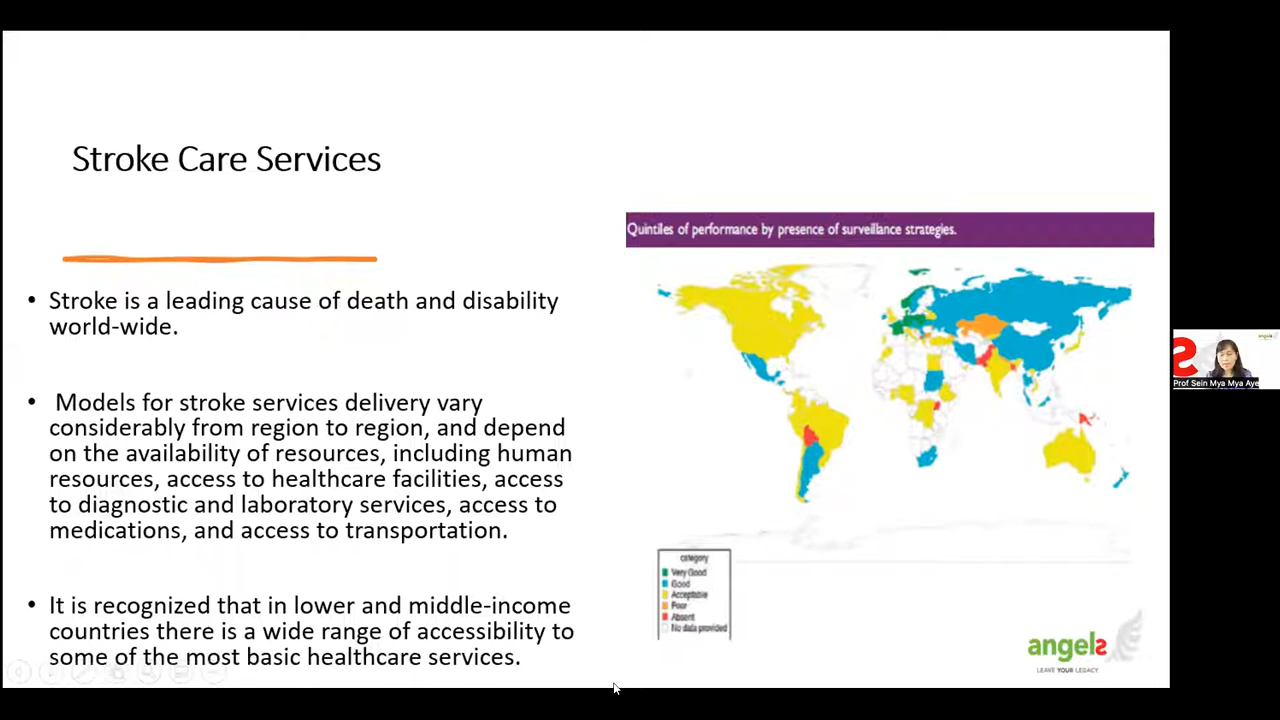 Stroke Care Services
• Stroke is a leading cause of death and disability
world-wide.
• Models for stroke services delivery vary
considerably from region to region, and depend
on the availability of resources, including human
resources, access to healthcare facilities, access
to diagnostic and laboratory services, access to
medications, and access to transportation.
• It is recognized that in lower and middle-income
countries there is a wide range of accessibility to
some of the most basic healthcare services.
Quintiles of performance by presence of surveillance strategies.
category
Very Good
Good
Acceptable
Poor
Absent
No data provided
angels
LEAVE YOUR LEGACY
Prof Sein Mya Mya Aye